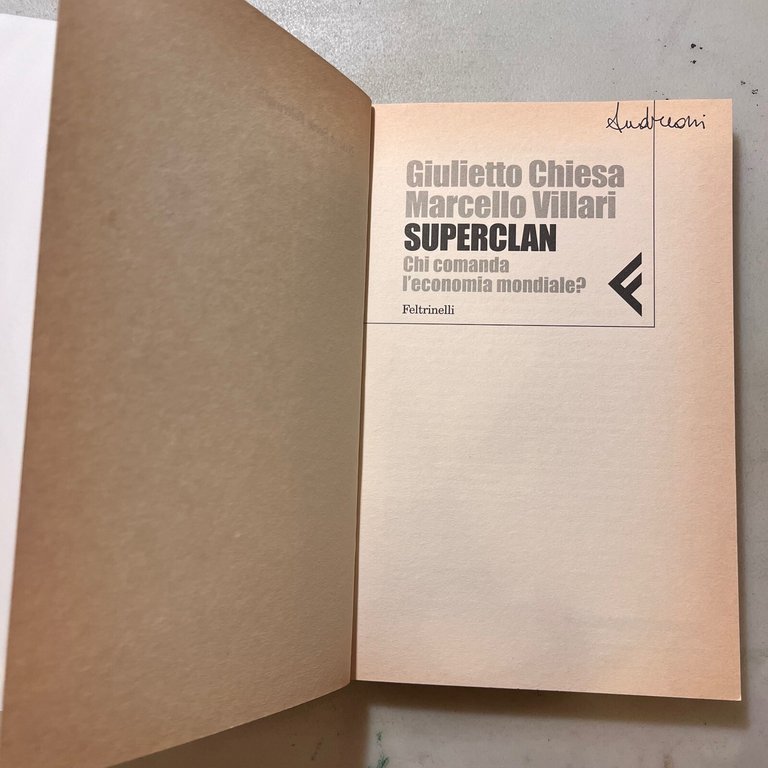 Andreoni
Giulietto Chiesa
Marcello Villari
SUPERCLAN
Chi comanda
l'economia mondiale?
Feltrinelli